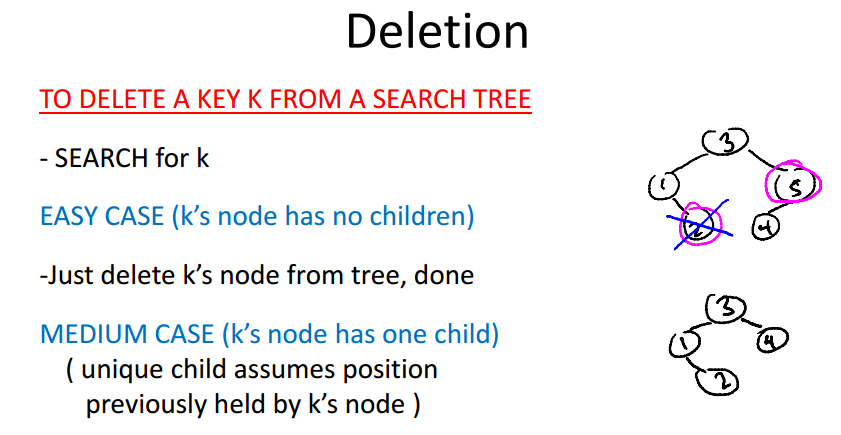 Deletion
TO DELETE A KEY K FROM A SEARCH TREE
- SEARCH for k
EASY CASE (k's node has no children)
-Just delete k's node from tree, done
MEDIUM CASE (k's node has one child)
( unique child assumes position
previously held by k's node )
3
1
5
2
4
3
1
4
2